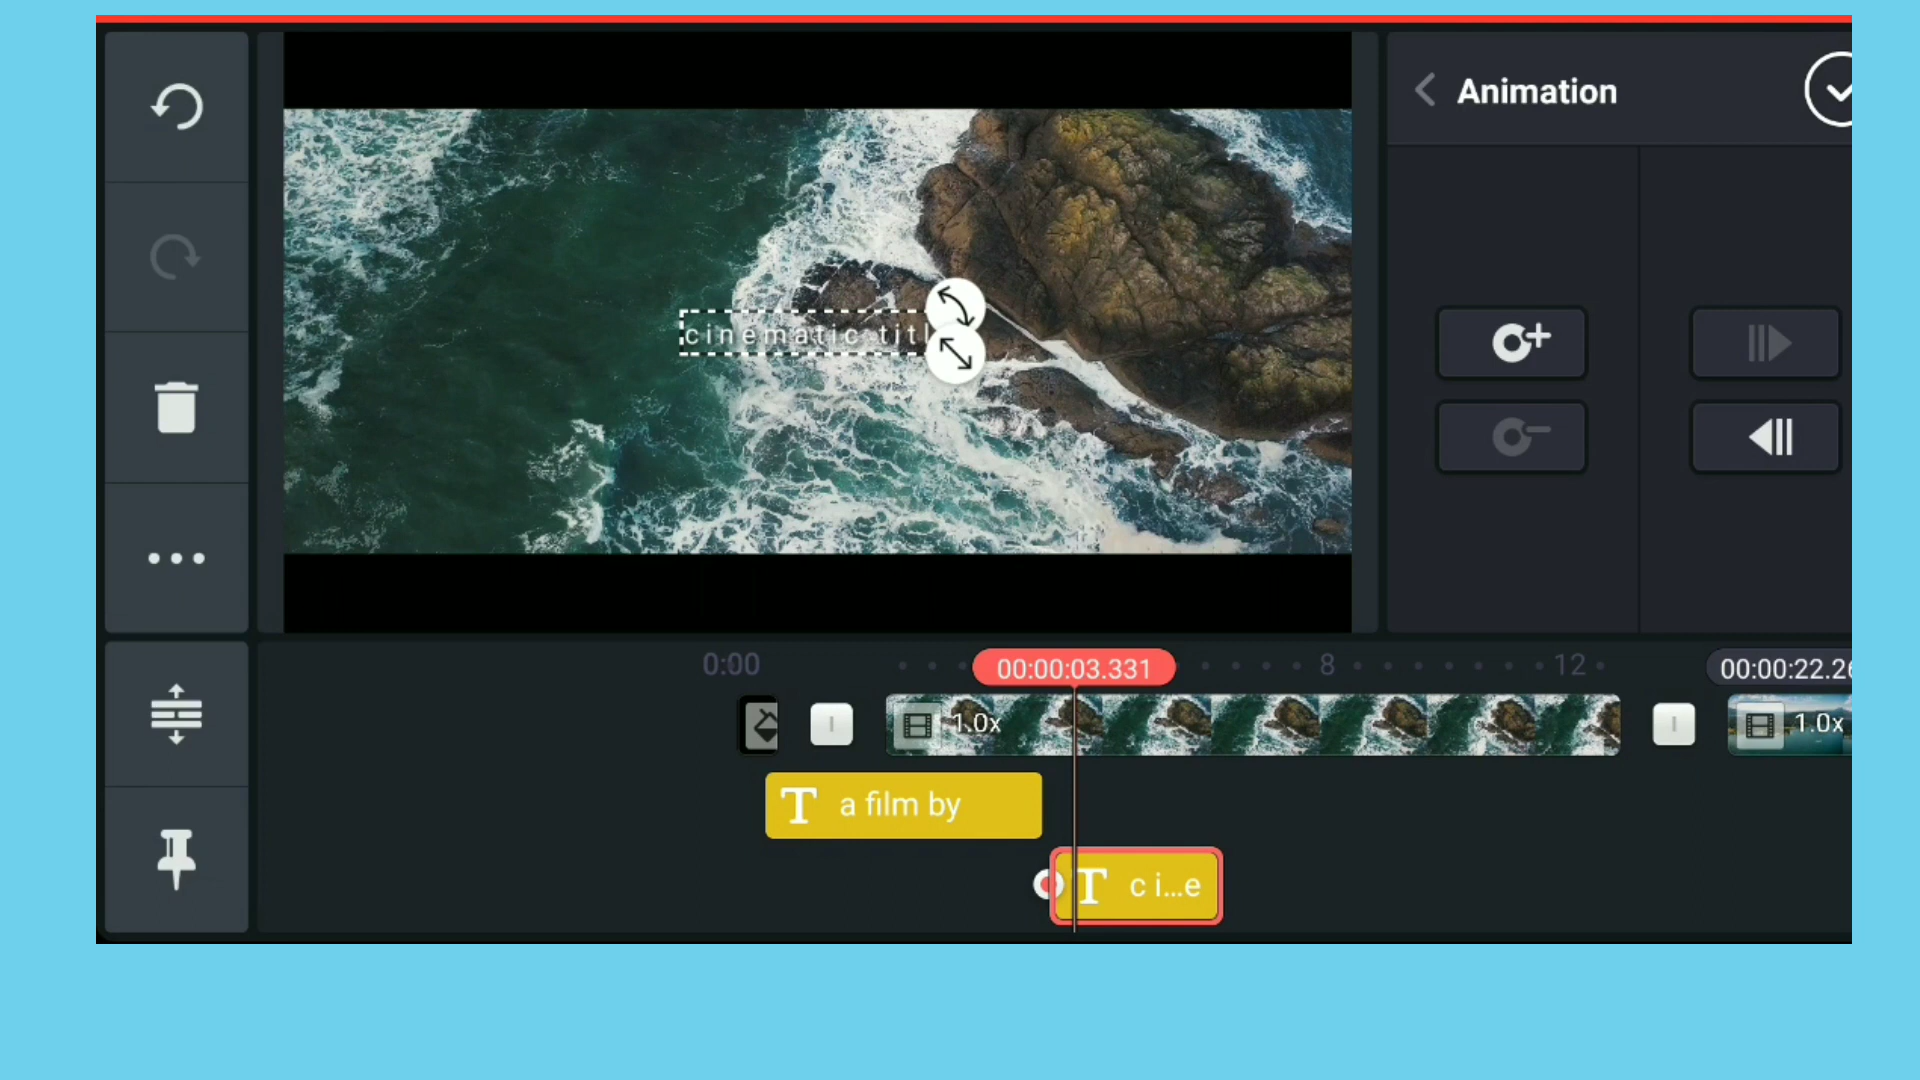 Animation
cinematic titl
0:00
00:00:03.331
8
12
00:00:22.26
1.0x
1.0x
T a film by
T c i...e